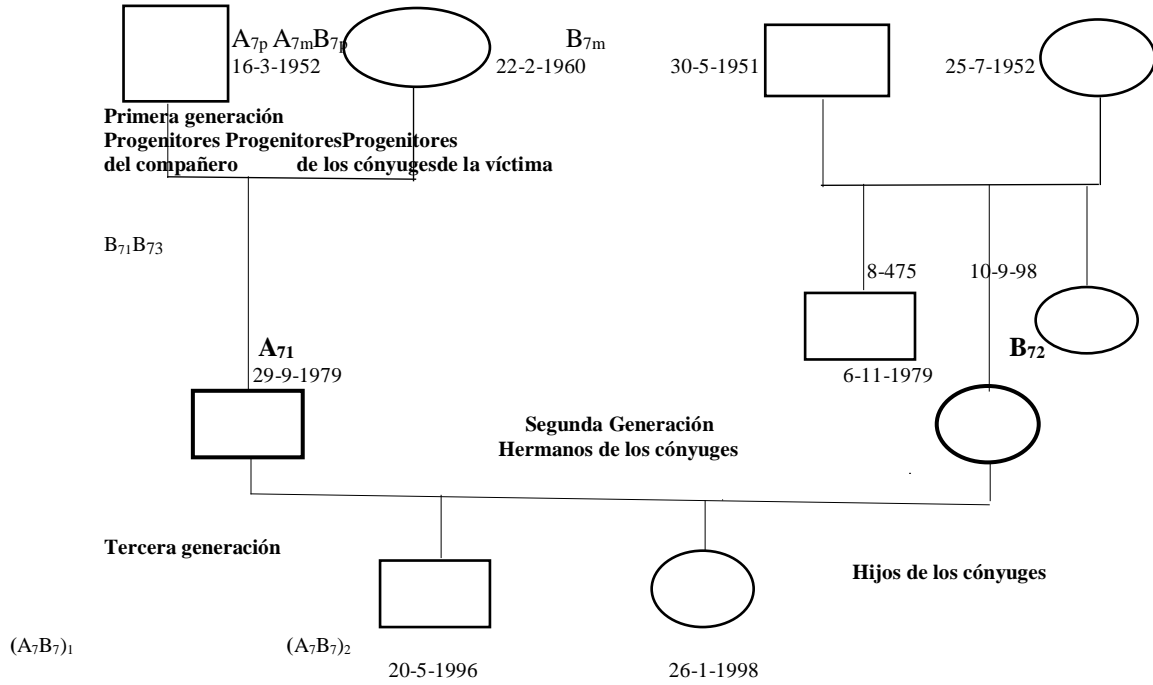 A7p A7mB7p B7m
16-3-1952 22-2-1960 30-5-1951 25-7-1952
Primera generación
Progenitores ProgenitoresProgenitores
del compañero de los cónyugesde la víctima
B71B73
8-475 10-9-98
A71 B72
29-9-1979 6-11-1979
Segunda Generación
Hermanos de los cónyuges
.
Tercera generación
Hijos de los cónyuges
(A7B7)1 (A7B7)2
20-5-1996 26-1-1998